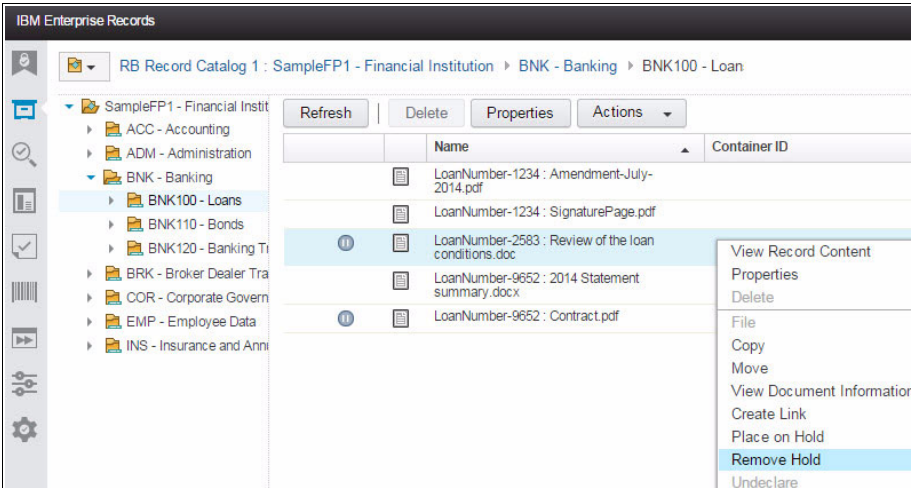 IBM Enterprise Records
RB Record Catalog 1 : SampleFP1 - Financial Institution BNK - Banking BNK100 - Loan
SampleFP1 - Financial Instit
ACC - Accounting
ADM - Administration
BNK - Banking
BNK100 - Loans
BNK110 - Bonds
BNK120 - Banking Tr
BRK - Broker Dealer Tra
COR - Corporate Govern
EMP - Employee Data
INS - Insurance and Annu
Refresh Delete Properties Actions
Name Container ID
LoanNumber-1234 : Amendment-July-
2014.pdf
LoanNumber-1234 : SignaturePage.pdf
LoanNumber-2583 : Review of the loan
conditions.doc
LoanNumber-9652 : 2014 Statement
summary.docx
LoanNumber-9652 : Contract.pdf
View Record Content
Properties
Delete
File
Copy
Move
View Document Information
Create Link
Place on Hold
Remove Hold
Undeclare